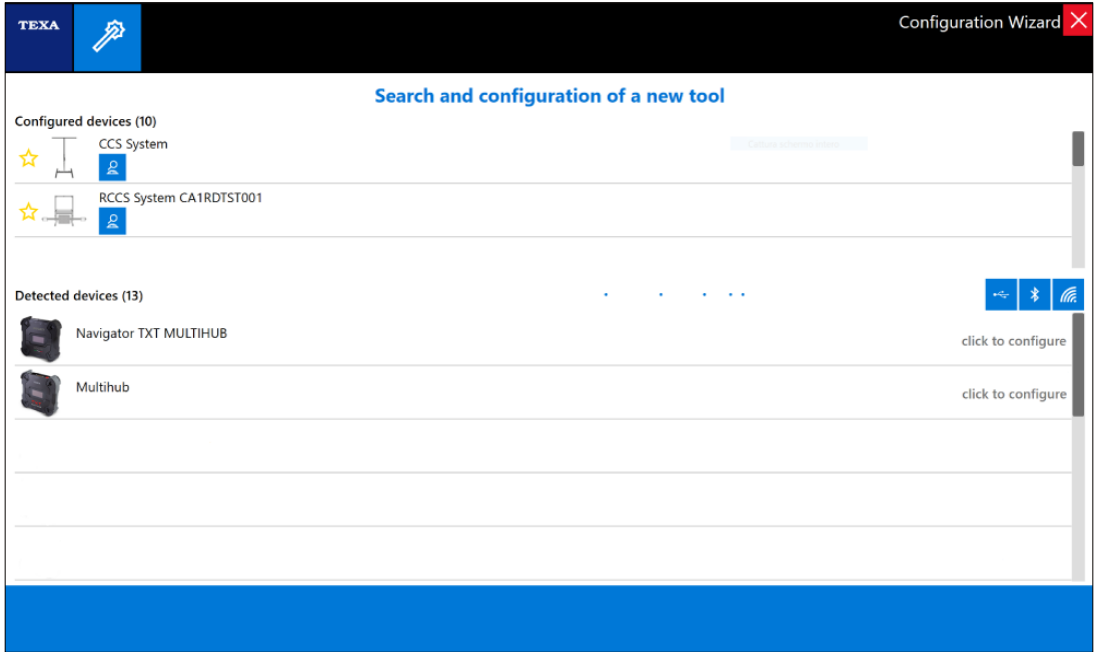 TEXA
Configuration Wizard
Search and configuration of a new tool
Configured devices (10)
CCS System
RCCS System CA1RDTST001
Detected devices (13)
Navigator TXT MULTIHUB
click to configure
Multihub
click to configure